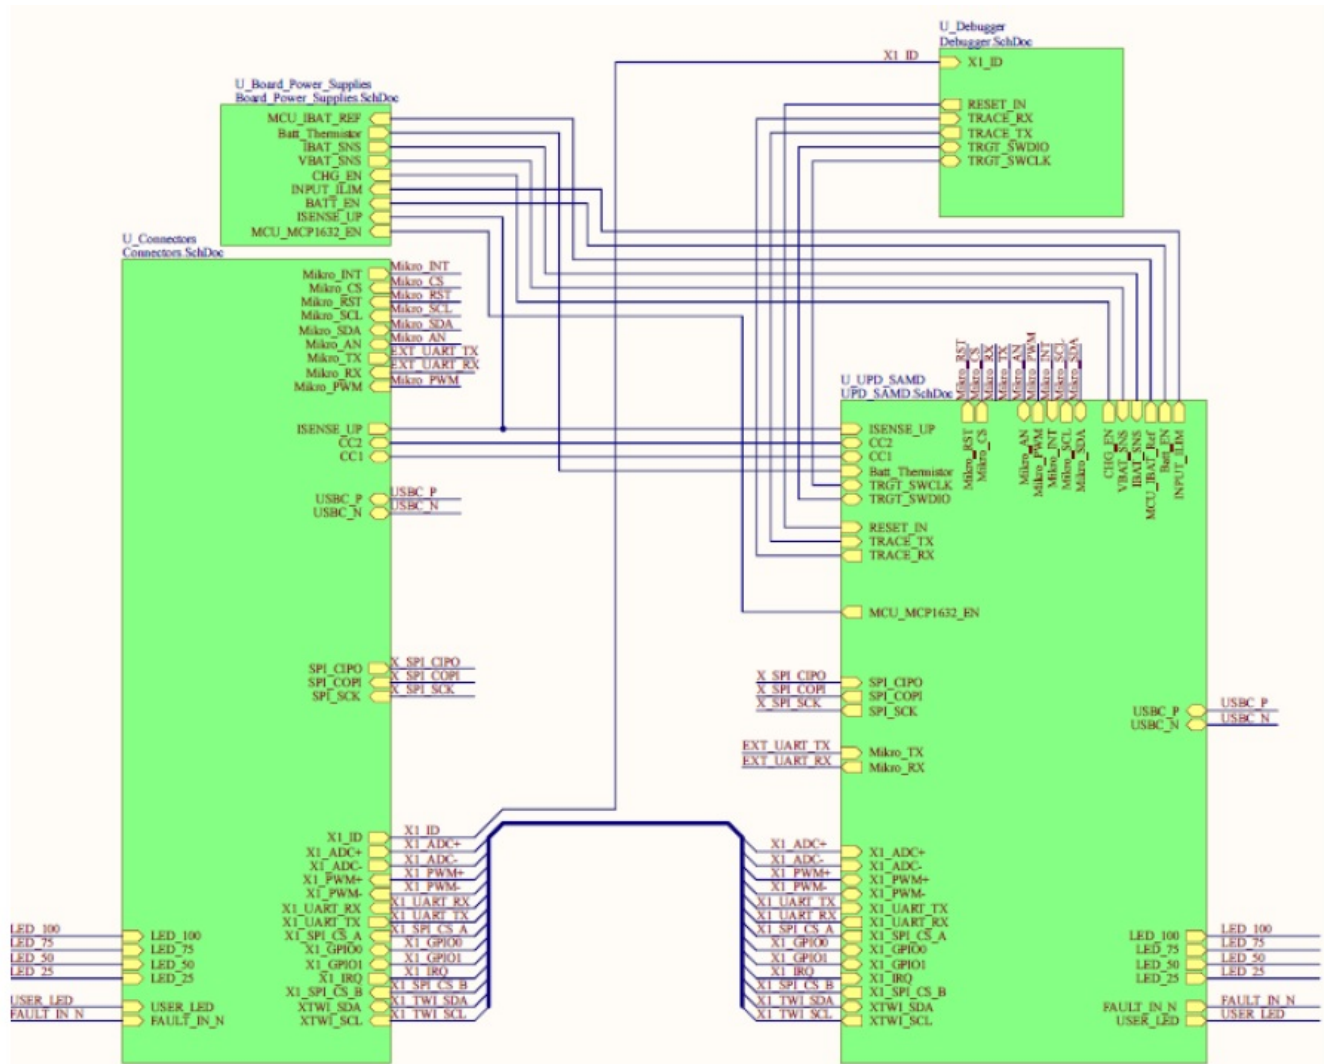 U_Debugger
Debugger.SchDoc
X1_ID
X1_ID
RESET_IN
TRACE_RX
TRACE_TX
TRGT_SWDIO
TRGT_SWCLK
U_Board_Power_Supplies
Board_Power_Supplies.SchDoc
MCU_IBAT_REF
Batt_Thermistor
IBAT_SNS
VBAT_SNS
CHG_EN
INPUT_ILIM
BATT_EN
ISENSE_UP
MCU_MCP1632_EN
U_Connectors
Connectors.SchDoc
Mikro_INT Mikro_INT
Mikro_CS Mikro_CS
Mikro_RST Mikro_RST
Mikro_SCL Mikro_SCL
Mikro_SDA Mikro_SDA
Mikro_AN Mikro_AN
Mikro_TX EXT_UART_TX
Mikro_RX EXT_UART_RX
Mikro_PWM Mikro_PWM
ISENSE_UP
CC2
CC1
USBC_P USBC_P
USBC_N USBC_N
SPI_CIPO X_SPI_CIPO
SPI_COPI X_SPI_COPI
SPI_SCK X_SPI_SCK
X1_ID X1_ID
X1_ADC+ X1_ADC+
X1_ADC- X1_ADC-
X1_PWM+ X1_PWM+
X1_PWM- X1_PWM-
X1_UART_RX X1_UART_RX
X1_UART_TX X1_UART_TX
X1_SPI_CS_A X1_SPI_CS_A
X1_GPIO0 X1_GPIO0
X1_GPIO1 X1_GPIO1
X1_IRQ X1_IRQ
X1_SPI_CS_B X1_SPI_CS_B
XTWI_SDA X1_TWI_SDA
XTWI_SCL X1_TWI_SCL
LED_100 LED_100
LED_75 LED_75
LED_50 LED_50
LED_25 LED_25
USER_LED USER_LED
FAULT_IN_N FAULT_IN_N
U_UPD_SAMD
UPD_SAMD.SchDoc
Mikro_RST
Mikro_CS
Mikro_RX
Mikro_TX
Mikro_AN
Mikro_PWM
Mikro_INT
Mikro_SCL
Mikro_SDA
Mikro_RST
Mikro_CS
Mikro_AN
Mikro_PWM
Mikro_INT
Mikro_SCL
Mikro_SDA
CHG_EN
VBAT_SNS
IBAT_SNS
MCU_IBAT_Ref
Batt_EN
INPUT_ILIM
ISENSE_UP
CC2
CC1
Batt_Thermistor
TRGT_SWCLK
TRGT_SWDIO
RESET_IN
TRACE_TX
TRACE_RX
MCU_MCP1632_EN
X_SPI_CIPO SPI_CIPO
X_SPI_COPI SPI_COPI
X_SPI_SCK SPI_SCK
USBC_P USBC_P
USBC_N USBC_N
EXT_UART_TX Mikro_TX
EXT_UART_RX Mikro_RX
X1_ADC+ X1_ADC+
X1_ADC- X1_ADC-
X1_PWM+ X1_PWM+
X1_PWM- X1_PWM-
X1_UART_TX X1_UART_TX
X1_UART_RX X1_UART_RX
X1_SPI_CS_A X1_SPI_CS_A
X1_GPIO0 X1_GPIO0
X1_GPIO1 X1_GPIO1
X1_IRQ X1_IRQ
X1_SPI_CS_B X1_SPI_CS_B
X1_TWI_SDA XTWI_SDA
X1_TWI_SCL XTWI_SCL
LED_100 LED_100
LED_75 LED_75
LED_50 LED_50
LED_25 LED_25
FAULT_IN_N FAULT_IN_N
USER_LED USER_LED